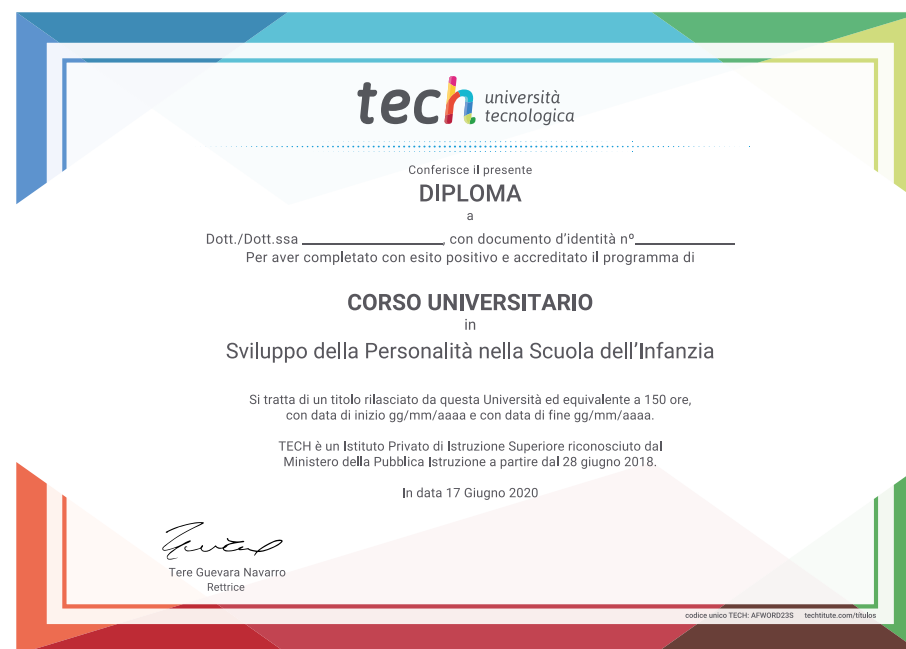 tech università
tecnologica
Conferisce il presente
DIPLOMA
a
Dott./Dott.ssa ____________________, con documento d'identità nº______________
Per aver completato con esito positivo e accreditato il programma di
CORSO UNIVERSITARIO
in
Sviluppo della Personalità nella Scuola dell'Infanzia
Si tratta di un titolo rilasciato da questa Università ed equivalente a 150 ore,
con data di inizio gg/mm/aaaa e con data di fine gg/mm/aaaa.
TECH è un Istituto Privato di Istruzione Superiore riconosciuto dal
Ministero della Pubblica Istruzione a partire dal 28 giugno 2018.
In data 17 Giugno 2020
Tere Guevara Navarro
Rettrice
codice unico TECH: AFWORD23S techtitute.com/títulos